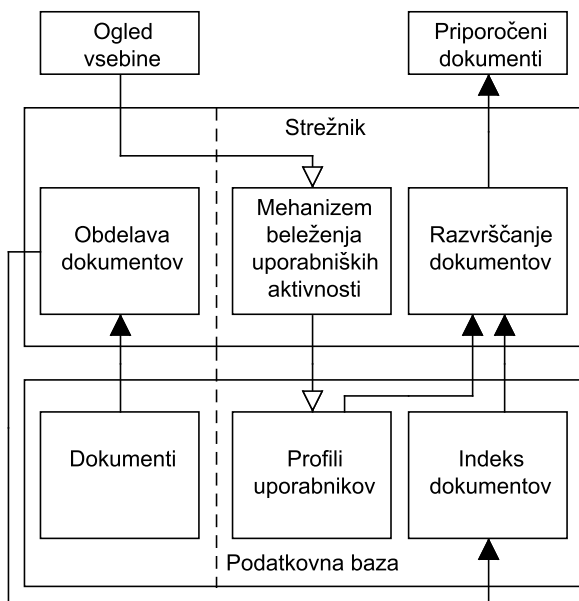 Ogled
vsebine
Priporočeni
dokumenti
Strežnik
Obdelava
dokumentov
Mehanizem
beleženja
uporabniških
aktivnosti
Razvrščanje
dokumentov
Dokumenti
Profili
uporabnikov
Indeks
dokumentov
Podatkovna baza